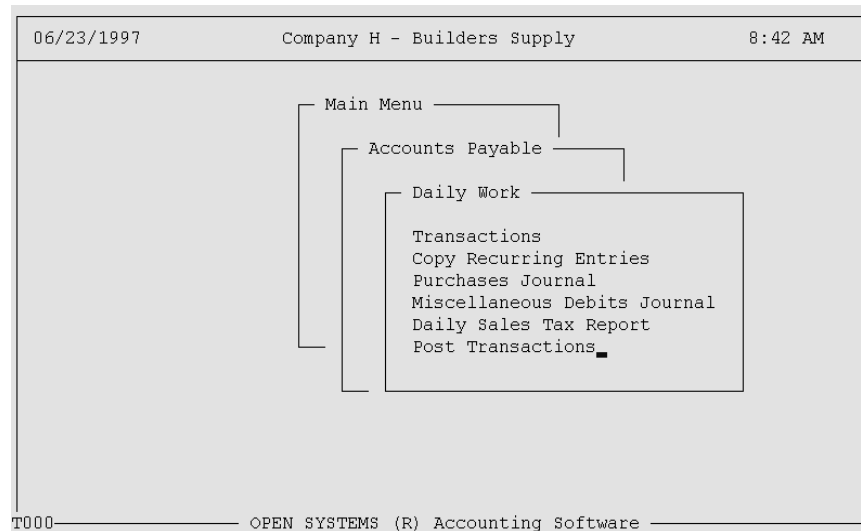 06/23/1997 Company H - Builders Supply 8:42 AM
Main Menu
Accounts Payable
Daily Work
Transactions
Copy Recurring Entries
Purchases Journal
Miscellaneous Debits Journal
Daily Sales Tax Report
Post Transactions
T000 OPEN SYSTEMS (R) Accounting Software